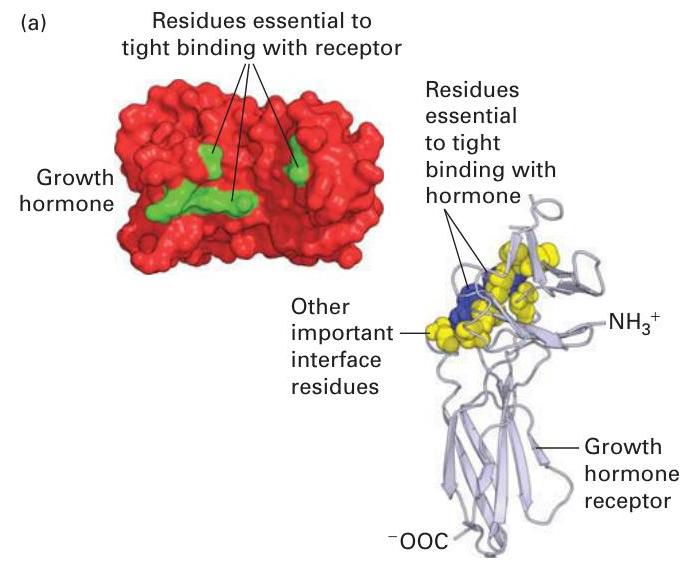 (a)
Residues essential to
tight binding with receptor
Growth
hormone
Residues
essential
to tight
binding with
hormone
Other
important
interface
residues
NH₃⁺
Growth
hormone
receptor
⁻OOC